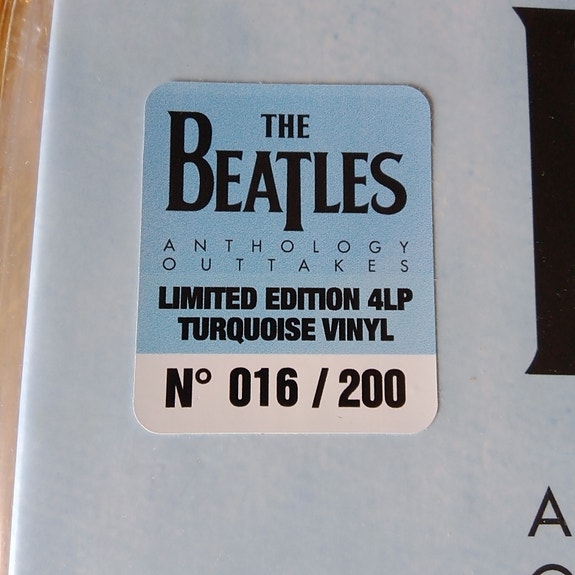 THE
BEATLES
ANTHOLOGY
OUTTAKES
LIMITED EDITION 4LP
TURQUOISE VINYL
N° 016 / 200
A